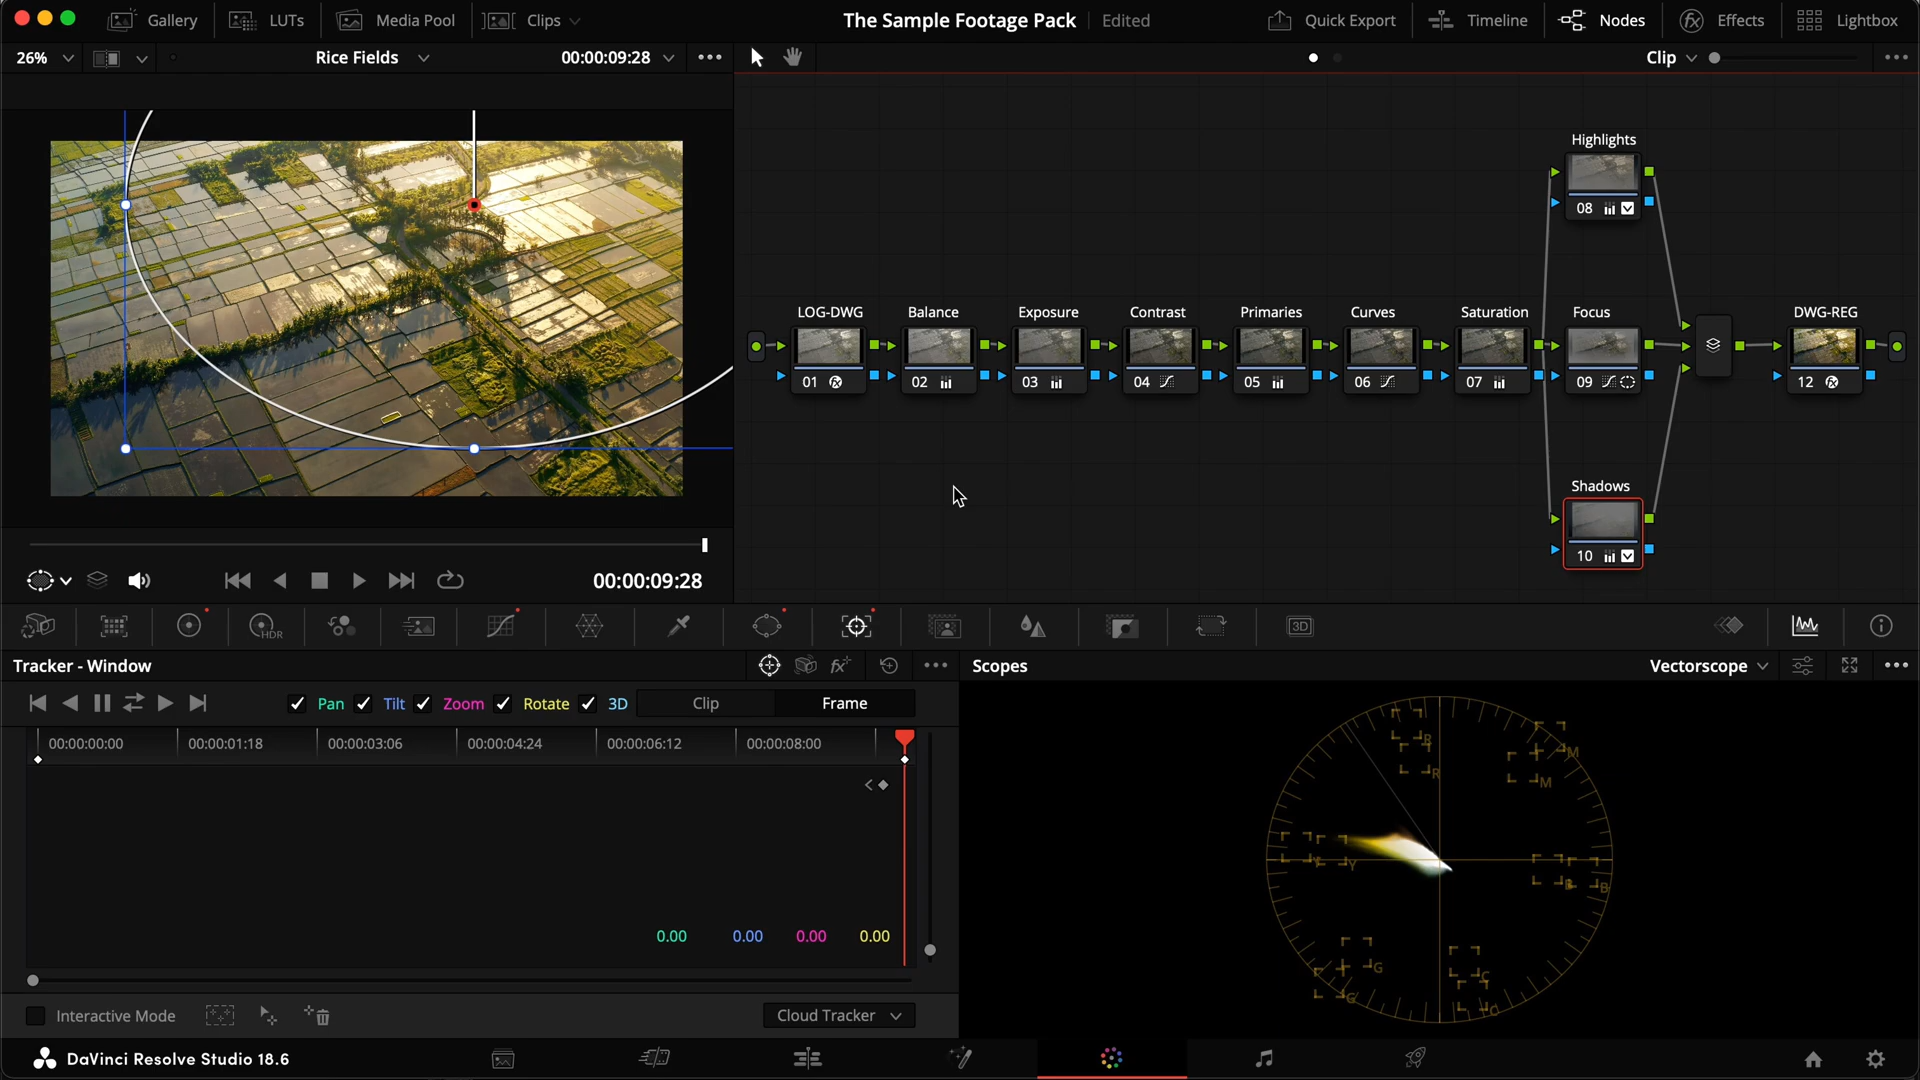 Gallery LUTs Media Pool Clips The Sample Footage Pack Edited Quick Export Timeline Nodes Effects Lightbox
26% Rice Fields 00:00:09:28 Clip
Highlights
08
LOG-DWG Balance Exposure Contrast Primaries Curves Saturation Focus DWG-REG
01 02 03 04 05 06 07 09 12
Shadows
10
00:00:09:28
HDR 3D
Tracker - Window
fx
Scopes Vectorscope
Pan Tilt Zoom Rotate 3D Clip Frame
00:00:00:00 00:00:01:18 00:00:03:06 00:00:04:24 00:00:06:12 00:00:08:00
R M
R M
Y Y B B
G C
G C
0.00 0.00 0.00 0.00
Interactive Mode Cloud Tracker
DaVinci Resolve Studio 18.6